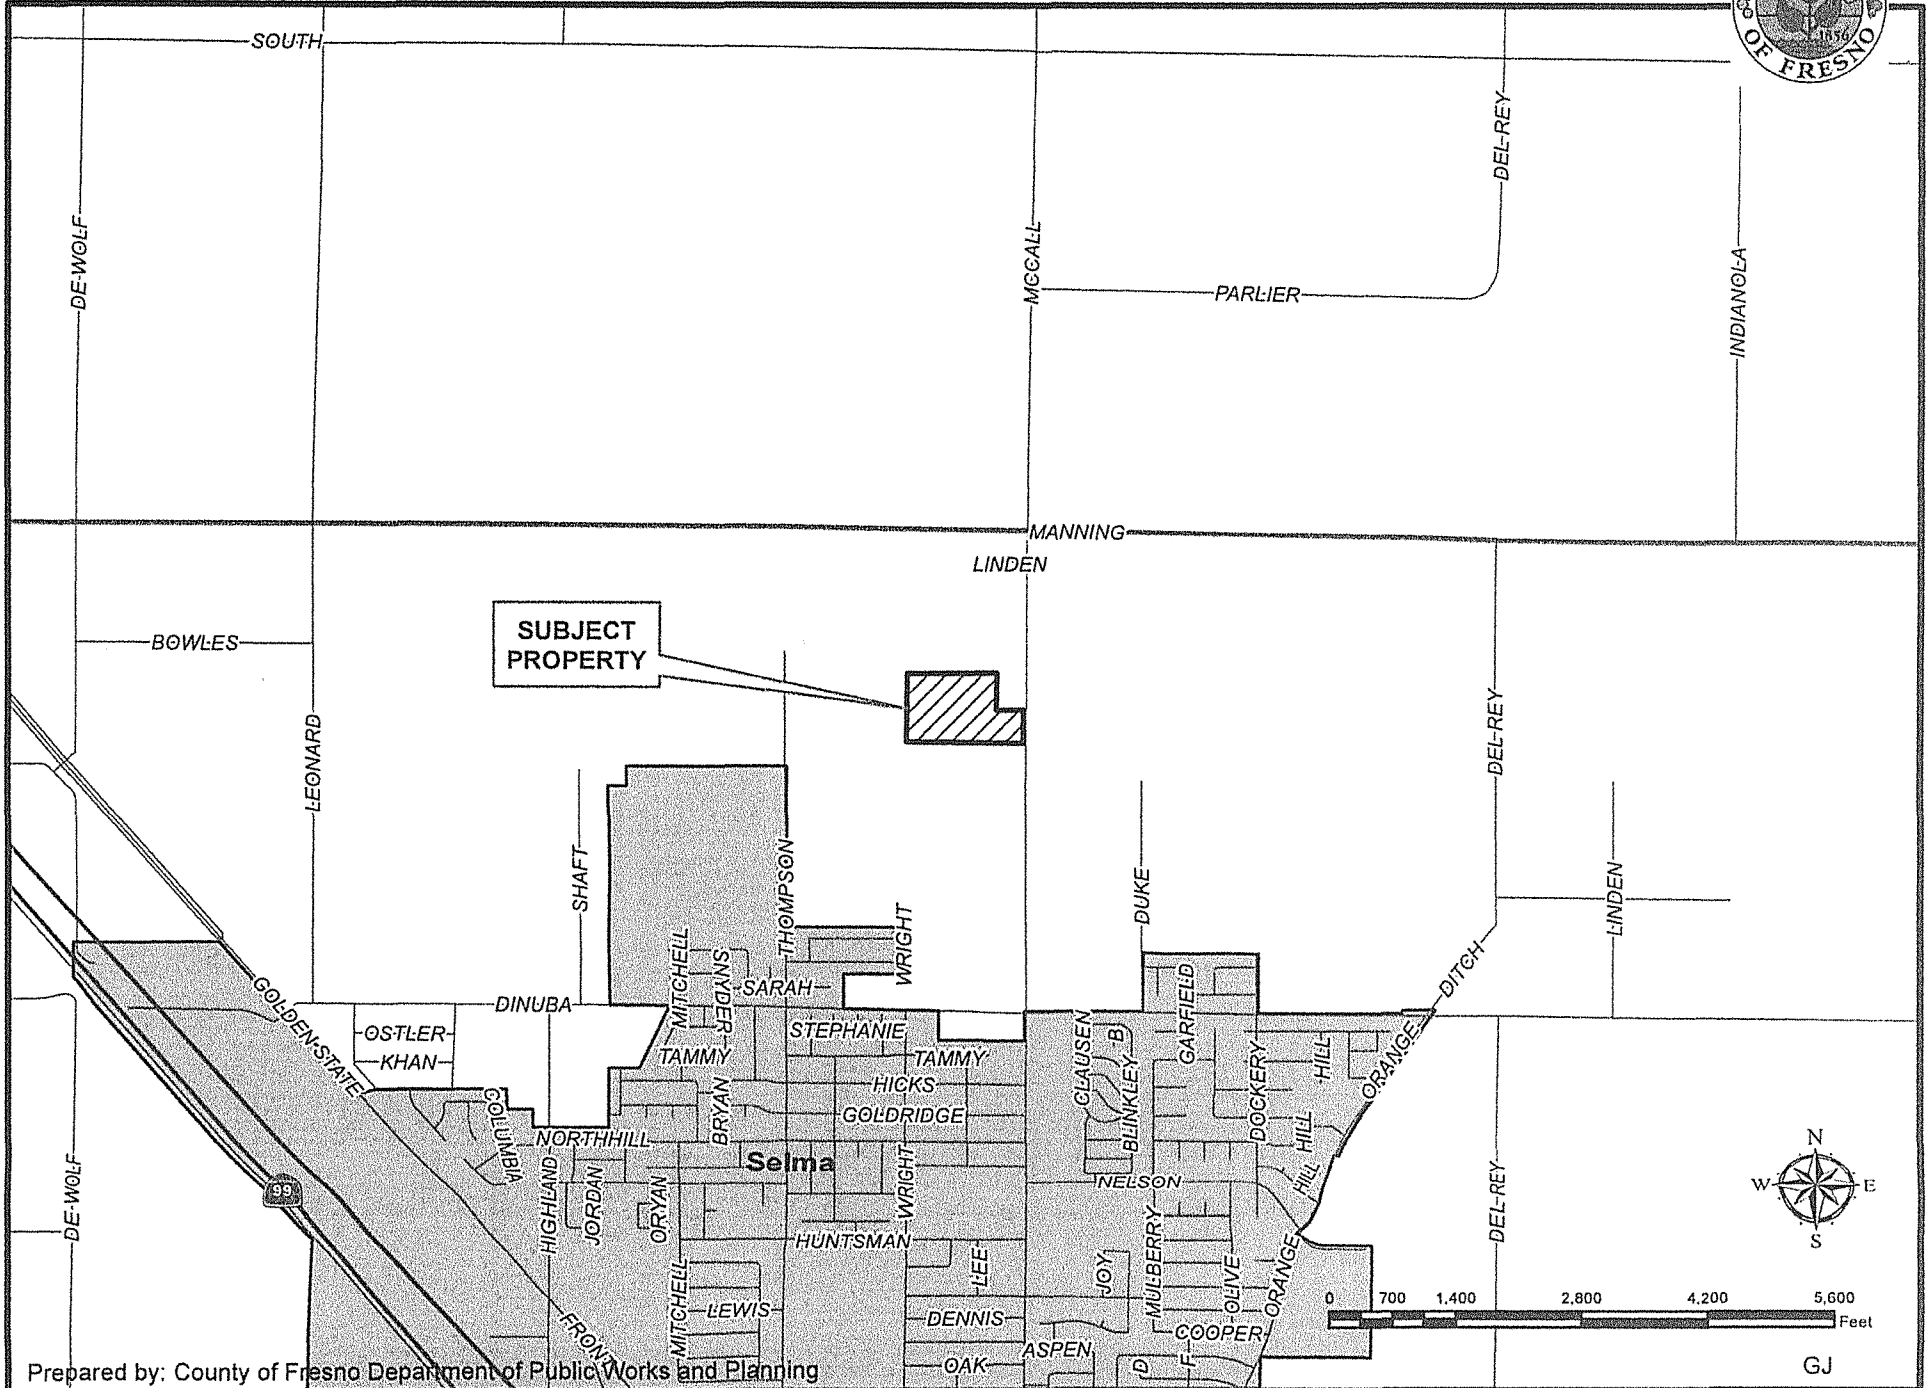 SOUTH
1856
OF FRESNO
DE WOLF
MCCALL
DEL REY
PARLIER
INDIANOLA
MANNING
LINDEN
SUBJECT
PROPERTY
BOWLES
LEONARD
DEL REY
SHAFT
THOMPSON
DUKE
LINDEN
WRIGHT
MITCHELL
SNYDER
SARAH
DITCH
GOLDEN STATE
DINUBA
GARFIELD
OSTLER
KHAN
STEPHANIE
CLAUSEN
B
TAMMY
TAMMY
HICKS
BLINKLEY
DOCKERY
HILL
ORANGE
COLUMBIA
BRYAN
GOLDRIDGE
NORTHHILL
HILL
Selma
N
W
E
S
99
DE WOLF
HIGHLAND
JORDAN
ORYAN
WRIGHT
NELSON
HILL
DEL REY
HUNTSMAN
LEE
JOY
MULBERRY
OLIVE
ORANGE
MITCHELL
LEWIS
0 700 1,400 2,800 4,200 5,600
Feet
FRONT
DENNIS
COOPER
ASPEN
OAK
D
F
Prepared by: County of Fresno Department of Public Works and Planning
GJ